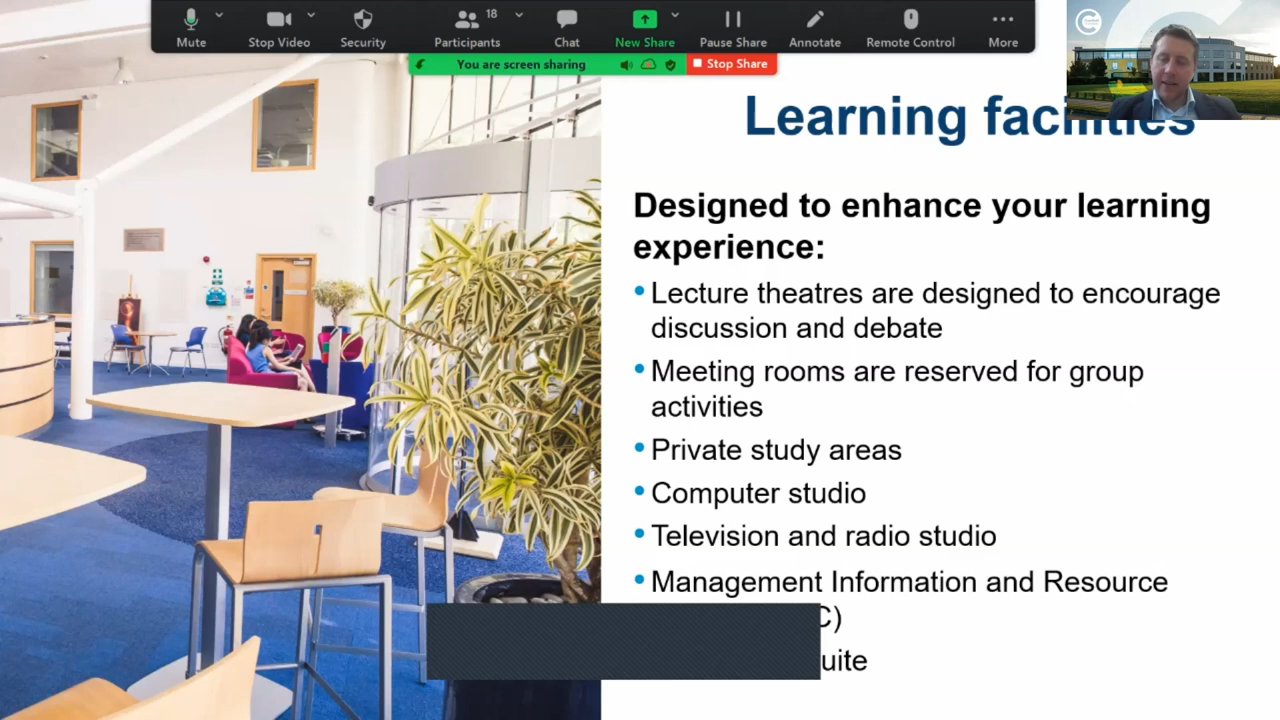 18
Mute
Stop Video
Security
Participants
Chat
New Share
Pause Share
Annotate
Remote Control
More
You are screen sharing
Stop Share
Learning facilities
Designed to enhance your learning
experience:
•Lecture theatres are designed to encourage
discussion and debate
•Meeting rooms are reserved for group
activities
•Private study areas
•Computer studio
•Television and radio studio
•Management Information and Resource
C)
uite